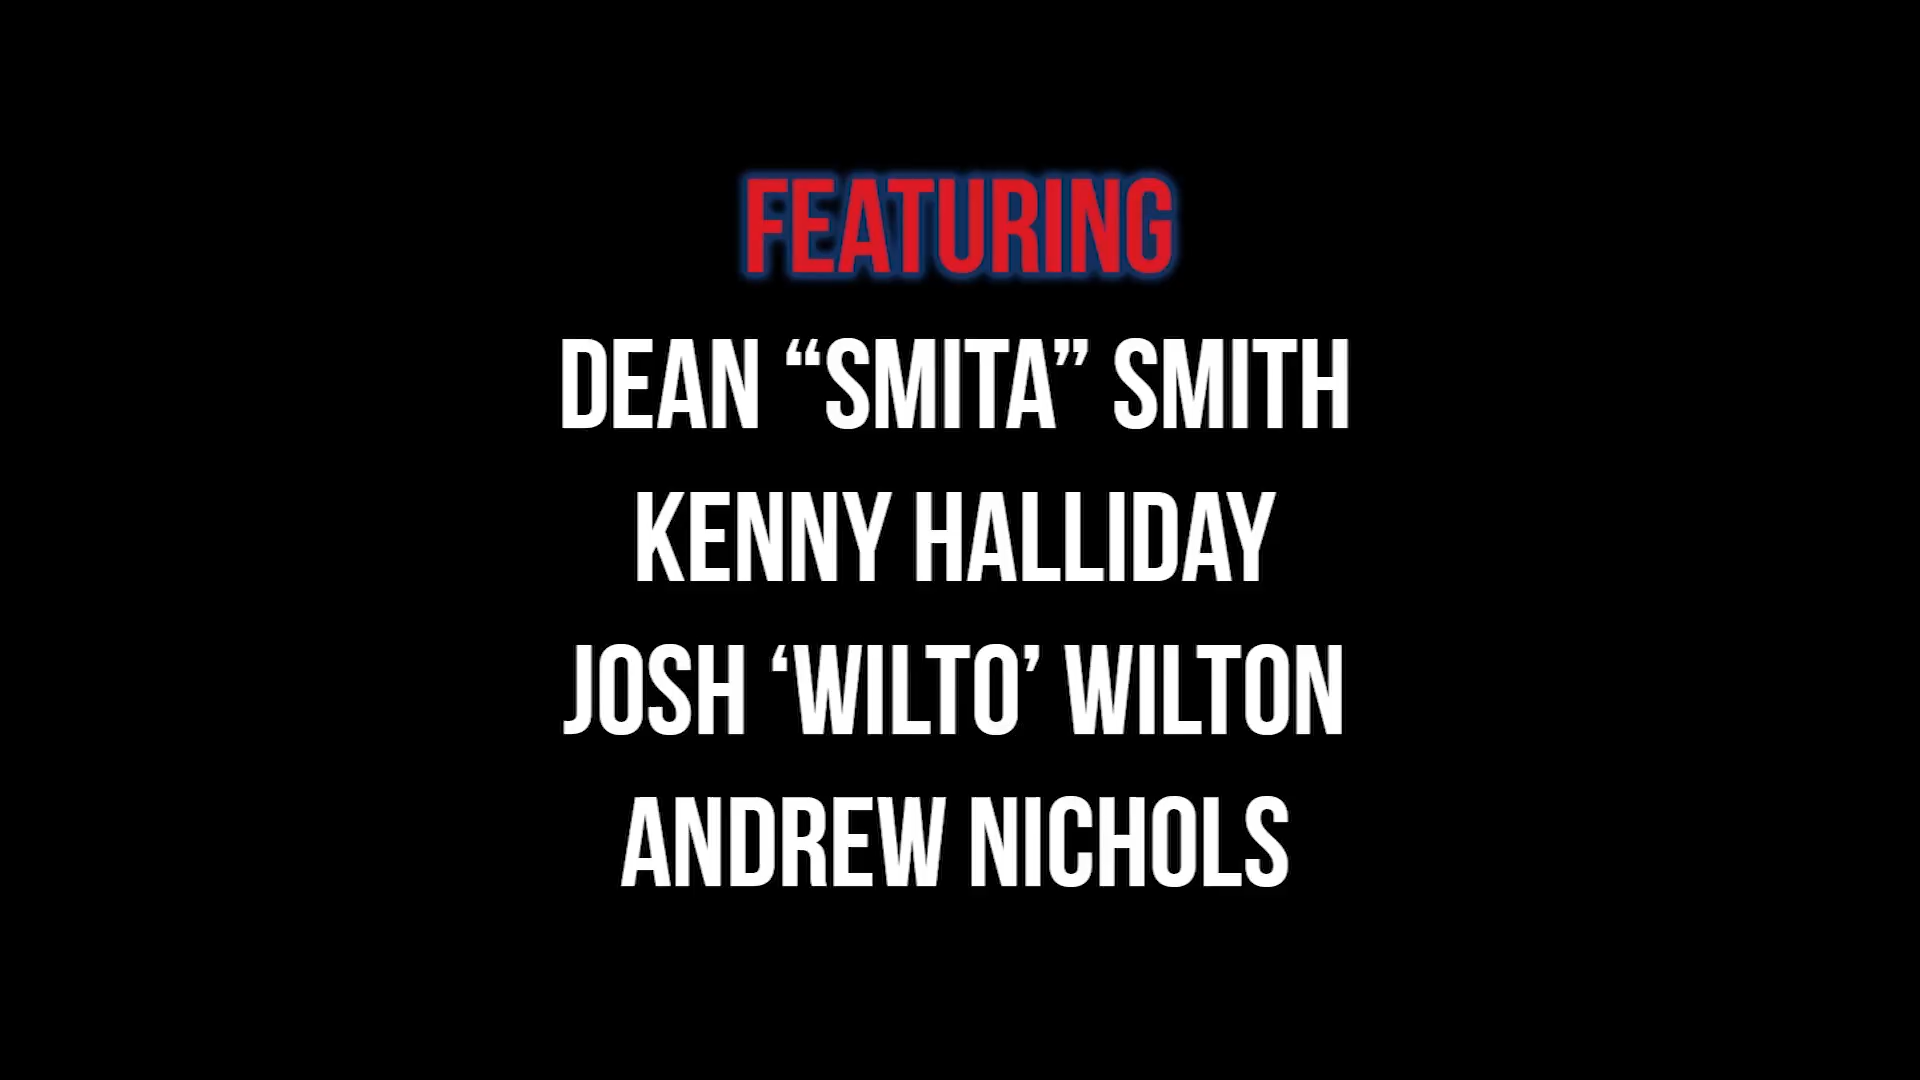 FEATURING
DEAN “SMITA” SMITH
KENNY HALLIDAY
JOSH ‘WILTO’ WILTON
ANDREW NICHOLS